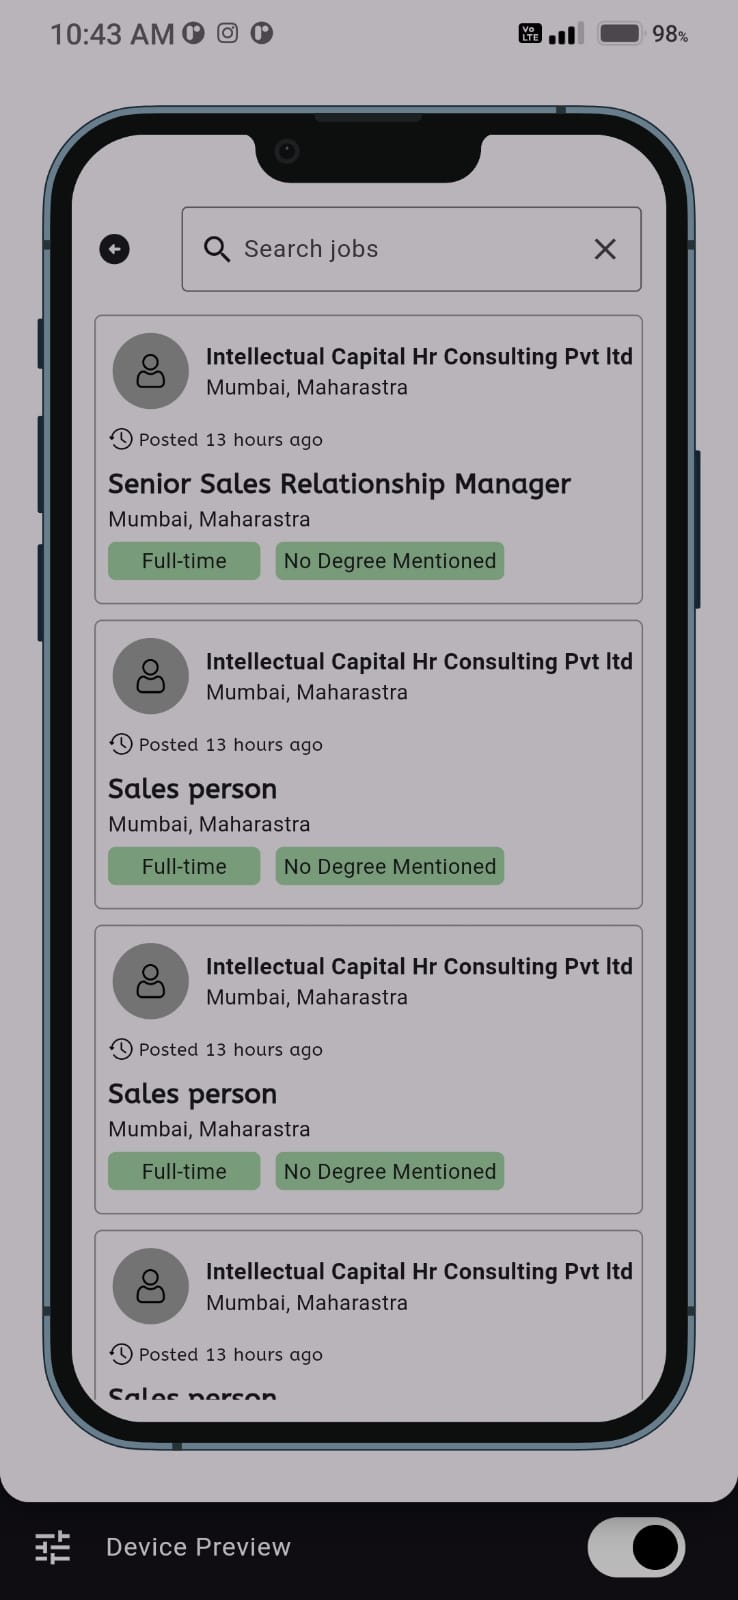 10:43 AM
Vo LTE
98%
Search jobs
Intellectual Capital Hr Consulting Pvt ltd
Mumbai, Maharastra
Posted 13 hours ago
Senior Sales Relationship Manager
Mumbai, Maharastra
Full-time No Degree Mentioned
Intellectual Capital Hr Consulting Pvt ltd
Mumbai, Maharastra
Posted 13 hours ago
Sales person
Mumbai, Maharastra
Full-time No Degree Mentioned
Intellectual Capital Hr Consulting Pvt ltd
Mumbai, Maharastra
Posted 13 hours ago
Sales person
Mumbai, Maharastra
Full-time No Degree Mentioned
Intellectual Capital Hr Consulting Pvt ltd
Mumbai, Maharastra
Posted 13 hours ago
Sales person
Device Preview